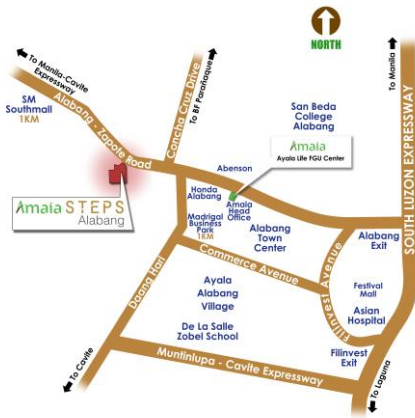 NORTH
To Manila-Cavite
Expressway
SM
Southmall
1KM
Alabang - Zapote Road
Concha Cruz Drive
To BF Parañaque
To Manila
SOUTH LUZON EXPRESSWAY
San Beda
College
Alabang
Amaia
Ayala Life FGU Center
Abenson
Amaia STEPS
Alabang
Honda
Alabang
Amaia
Head
Office
Madrigal
Business
Park
1KM
Alabang
Town
Center
Commerce Avenue
Filinvest Avenue
Alabang
Exit
Festival
Mall
Asian
Hospital
Filinvest
Exit
Daang Hari
Ayala
Alabang
Village
De La Salle
Zobel School
Muntinlupa - Cavite Expressway
To Cavite
To Laguna